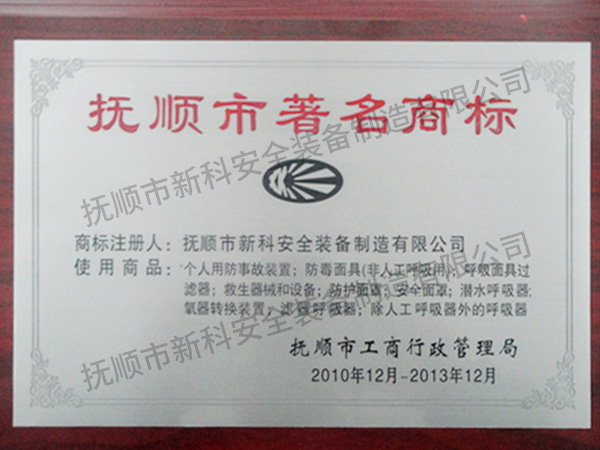 抚顺市著名商标
商标注册人：抚顺市新科安全装备制造有限公司
使用商品：个人用防事故装置；防毒面具(非人工呼吸用)；呼吸面具过
滤器；救生器械和设备；防护面罩；安全面罩；潜水呼吸器；
氧器转换装置；滤器呼吸器；除人工呼吸器外的呼吸器
抚顺市工商行政管理局
2010年12月-2013年12月
抚顺市新科安全装备制造有限公司
抚顺市新科安全装备制造有限公司